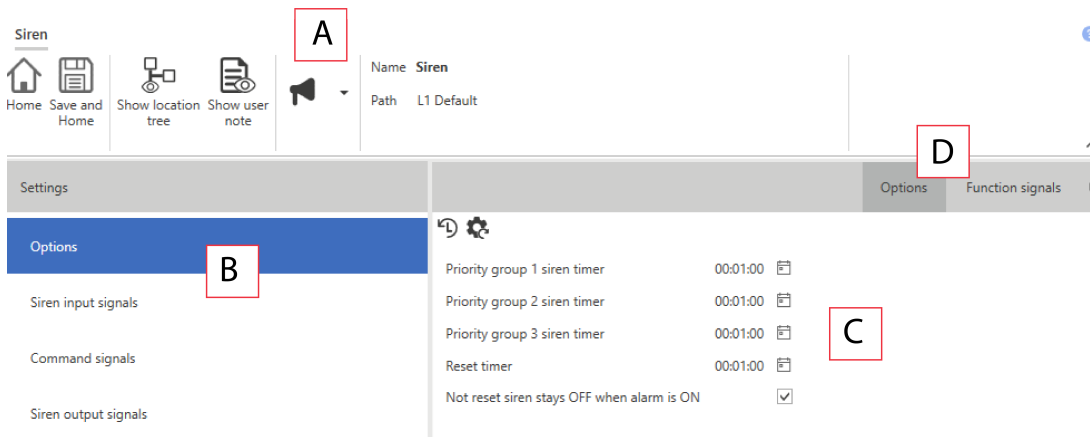 Siren
A
Home
Save and
Home
Show location
tree
Show user
note
Name Siren
Path L1 Default
D
Settings
Options
Function signals
Options
B
Siren input signals
Command signals
Siren output signals
Priority group 1 siren timer 00:01:00
Priority group 2 siren timer 00:01:00
Priority group 3 siren timer 00:01:00
C
Reset timer 00:01:00
Not reset siren stays OFF when alarm is ON